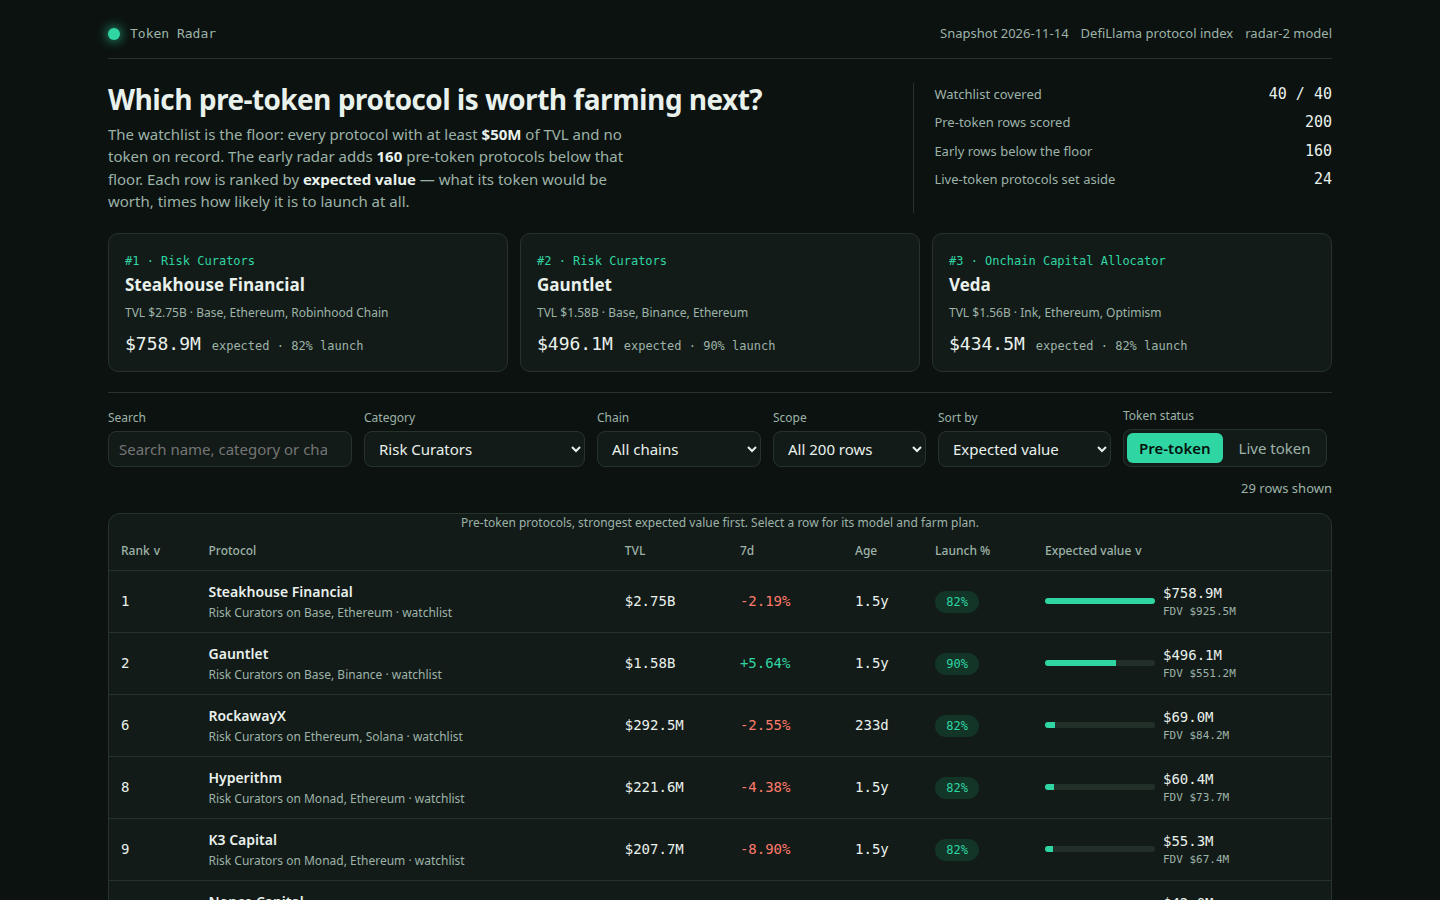 Token Radar
Snapshot 2026-11-14 DefiLlama protocol index radar-2 model
Which pre-token protocol is worth farming next?
The watchlist is the floor: every protocol with at least $50M of TVL and no
token on record. The early radar adds 160 pre-token protocols below that
floor. Each row is ranked by expected value — what its token would be
worth, times how likely it is to launch at all.
Watchlist covered 40 / 40
Pre-token rows scored 200
Early rows below the floor 160
Live-token protocols set aside 24
#1 · Risk Curators
Steakhouse Financial
TVL $2.75B · Base, Ethereum, Robinhood Chain
$758.9M expected · 82% launch
#2 · Risk Curators
Gauntlet
TVL $1.58B · Base, Binance, Ethereum
$496.1M expected · 90% launch
#3 · Onchain Capital Allocator
Veda
TVL $1.56B · Ink, Ethereum, Optimism
$434.5M expected · 82% launch
Search Category Chain Scope Sort by Token status
Search name, category or cha Risk Curators All chains All 200 rows Expected value Pre-token Live token
29 rows shown
Pre-token protocols, strongest expected value first. Select a row for its model and farm plan.
Rank v Protocol TVL 7d Age Launch % Expected value v
1 Steakhouse Financial $2.75B -2.19% 1.5y 82% $758.9M
Risk Curators on Base, Ethereum · watchlist FDV $925.5M
2 Gauntlet $1.58B +5.64% 1.5y 90% $496.1M
Risk Curators on Base, Binance · watchlist FDV $551.2M
6 RockawayX $292.5M -2.55% 233d 82% $69.0M
Risk Curators on Ethereum, Solana · watchlist FDV $84.2M
8 Hyperithm $221.6M -4.38% 1.5y 82% $60.4M
Risk Curators on Monad, Ethereum · watchlist FDV $73.7M
9 K3 Capital $207.7M -8.90% 1.5y 82% $55.3M
Risk Curators on Monad, Ethereum · watchlist FDV $67.4M